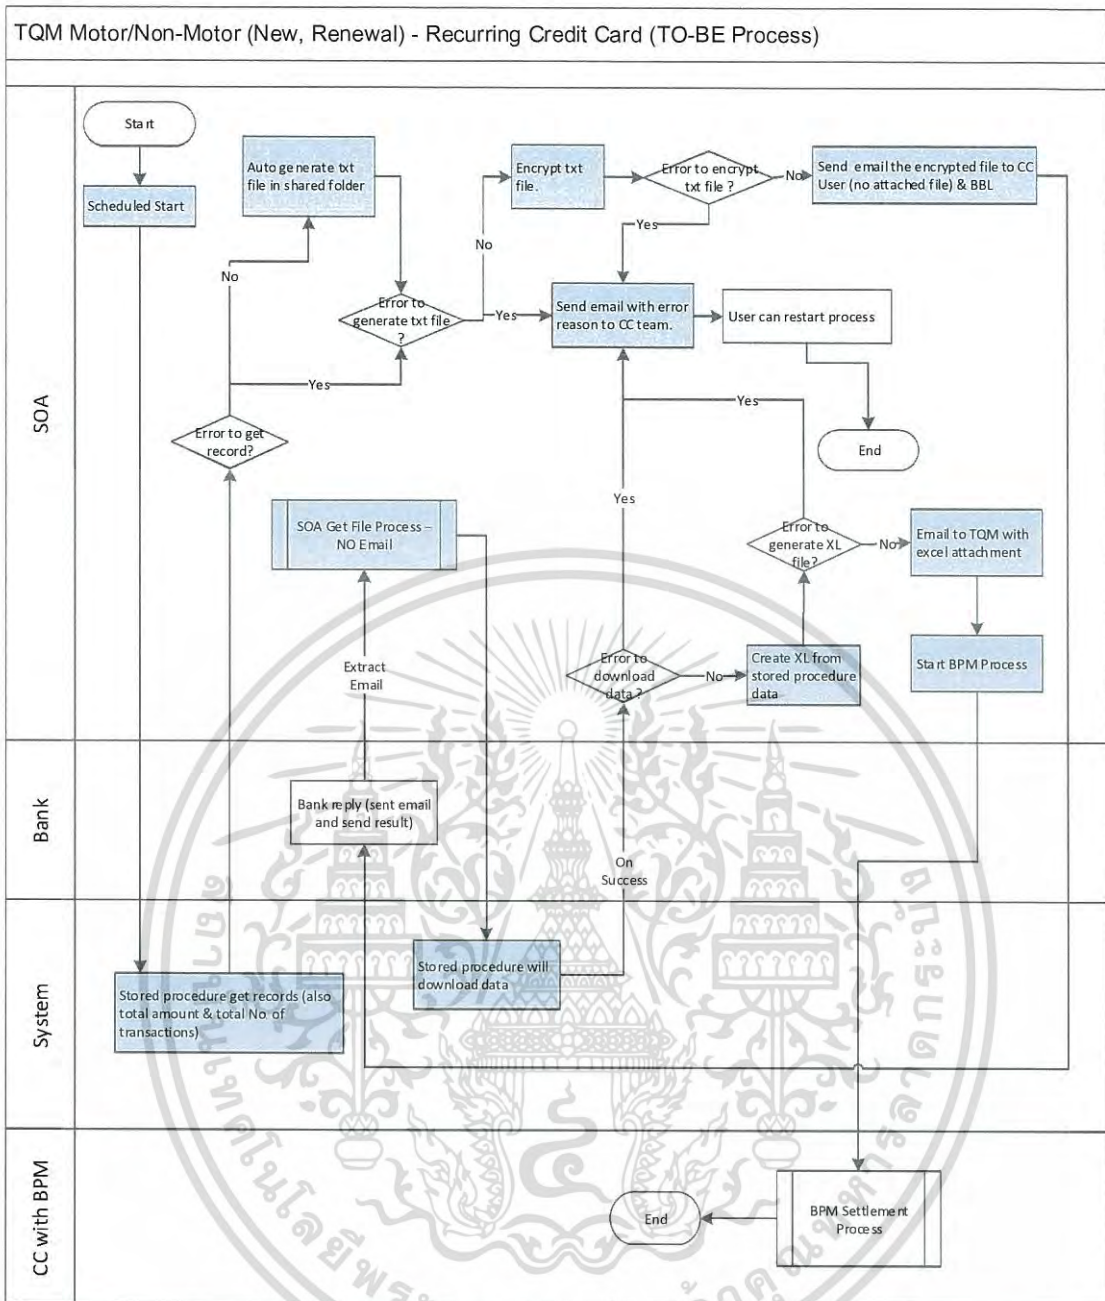 TQM Motor/Non-Motor (New, Renewal) - Recurring Credit Card (TO-BE Process)
SOA
Start
Scheduled Start
Auto generate txt
file in shared folder
Encrypt txt
file.
Error to encrypt
txt file ?
No
Send email the encrypted file to CC
User (no attached file) & BBL
Yes
No
No
Error to
generate txt file
?
Yes
Send email with error
reason to CC team.
User can restart process
Yes
Yes
Error to get
record?
End
Yes
SOA Get File Process –
NO Email
Error to
generate XL
file?
No
Email to TQM with
excel attachment
Extract
Email
Error to
download
data ?
No
Create XL from
stored procedure
data
Start BPM Process
Bank
Bank reply (sent email
and send result)
On
Success
System
Stored procedure get records (also
total amount & total No. of
transactions)
Stored procedure will
download data
CC with BPM
End
BPM Settlement
Process